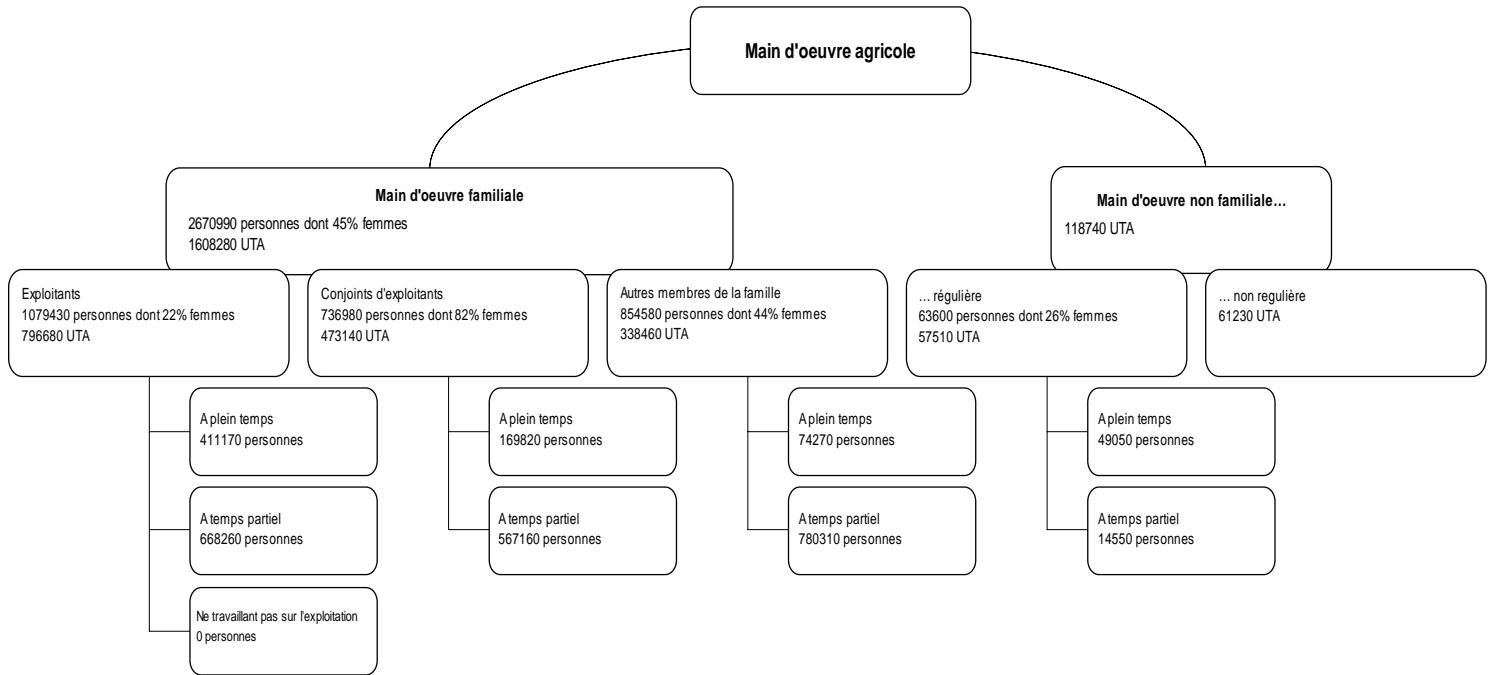 Main d'oeuvre agricole
Main d'oeuvre familiale
2670990 personnes dont 45% femmes
1608280 UTA
Main d'oeuvre non familiale...
118740 UTA
Exploitants
1079430 personnes dont 22% femmes
796680 UTA
Conjoints d'exploitants
736980 personnes dont 82% femmes
473140 UTA
Autres membres de la famille
854580 personnes dont 44% femmes
338460 UTA
... régulière
63600 personnes dont 26% femmes
57510 UTA
... non regulière
61230 UTA
A plein temps
411170 personnes
A plein temps
169820 personnes
A plein temps
74270 personnes
A plein temps
49050 personnes
A temps partiel
668260 personnes
A temps partiel
567160 personnes
A temps partiel
780310 personnes
A temps partiel
14550 personnes
Ne travaillant pas sur l'exploitation
0 personnes